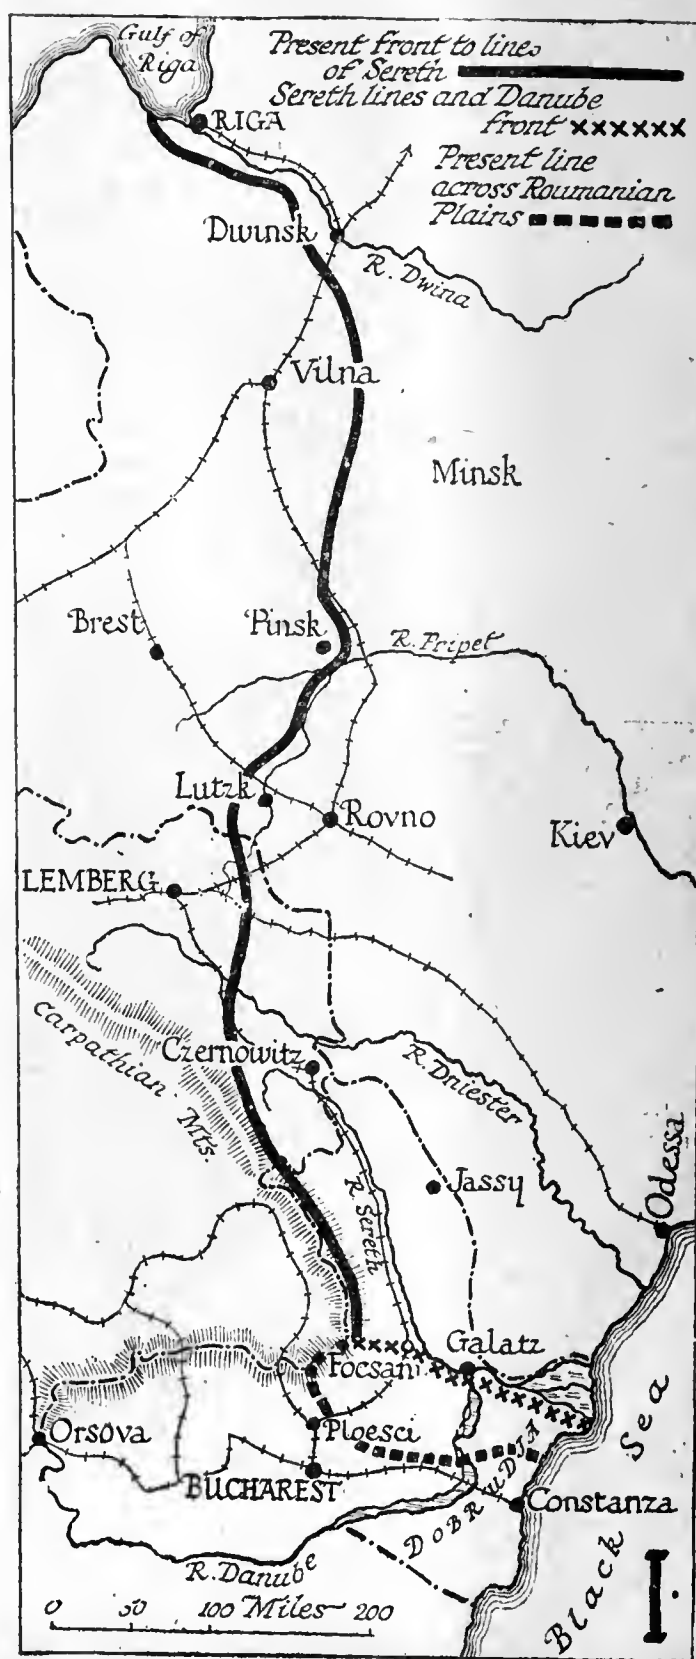 Gulf of
Riga
Present front to lines
of Sereth
Sereth lines and Danube
front
Present line
across Roumanian
Plains
RIGA
Dwinsk
R. Dwina
Vilna
Minsk
Brest
Pinsk
R. Pripet
Lutzk
Rovno
Kiev
LEMBERG
Carpathian Mts.
Czernowitz
R. Dniester
Jassy
R. Sereth
Odessa
Galatz
Focsani
Orsova
Ploesci
BUCHAREST
DOBRUDJA
Constanza
R. Danube
Black Sea
0 50 100 Miles 200
I